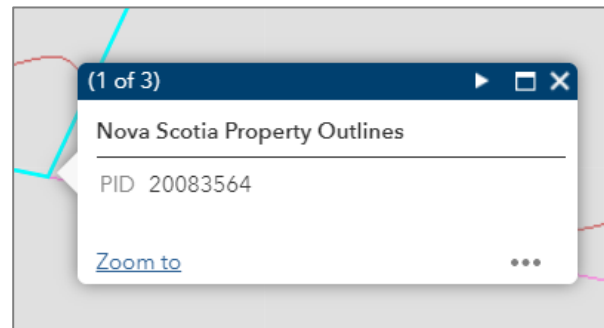 (1 of 3)
Nova Scotia Property Outlines
PID 20083564
Zoom to